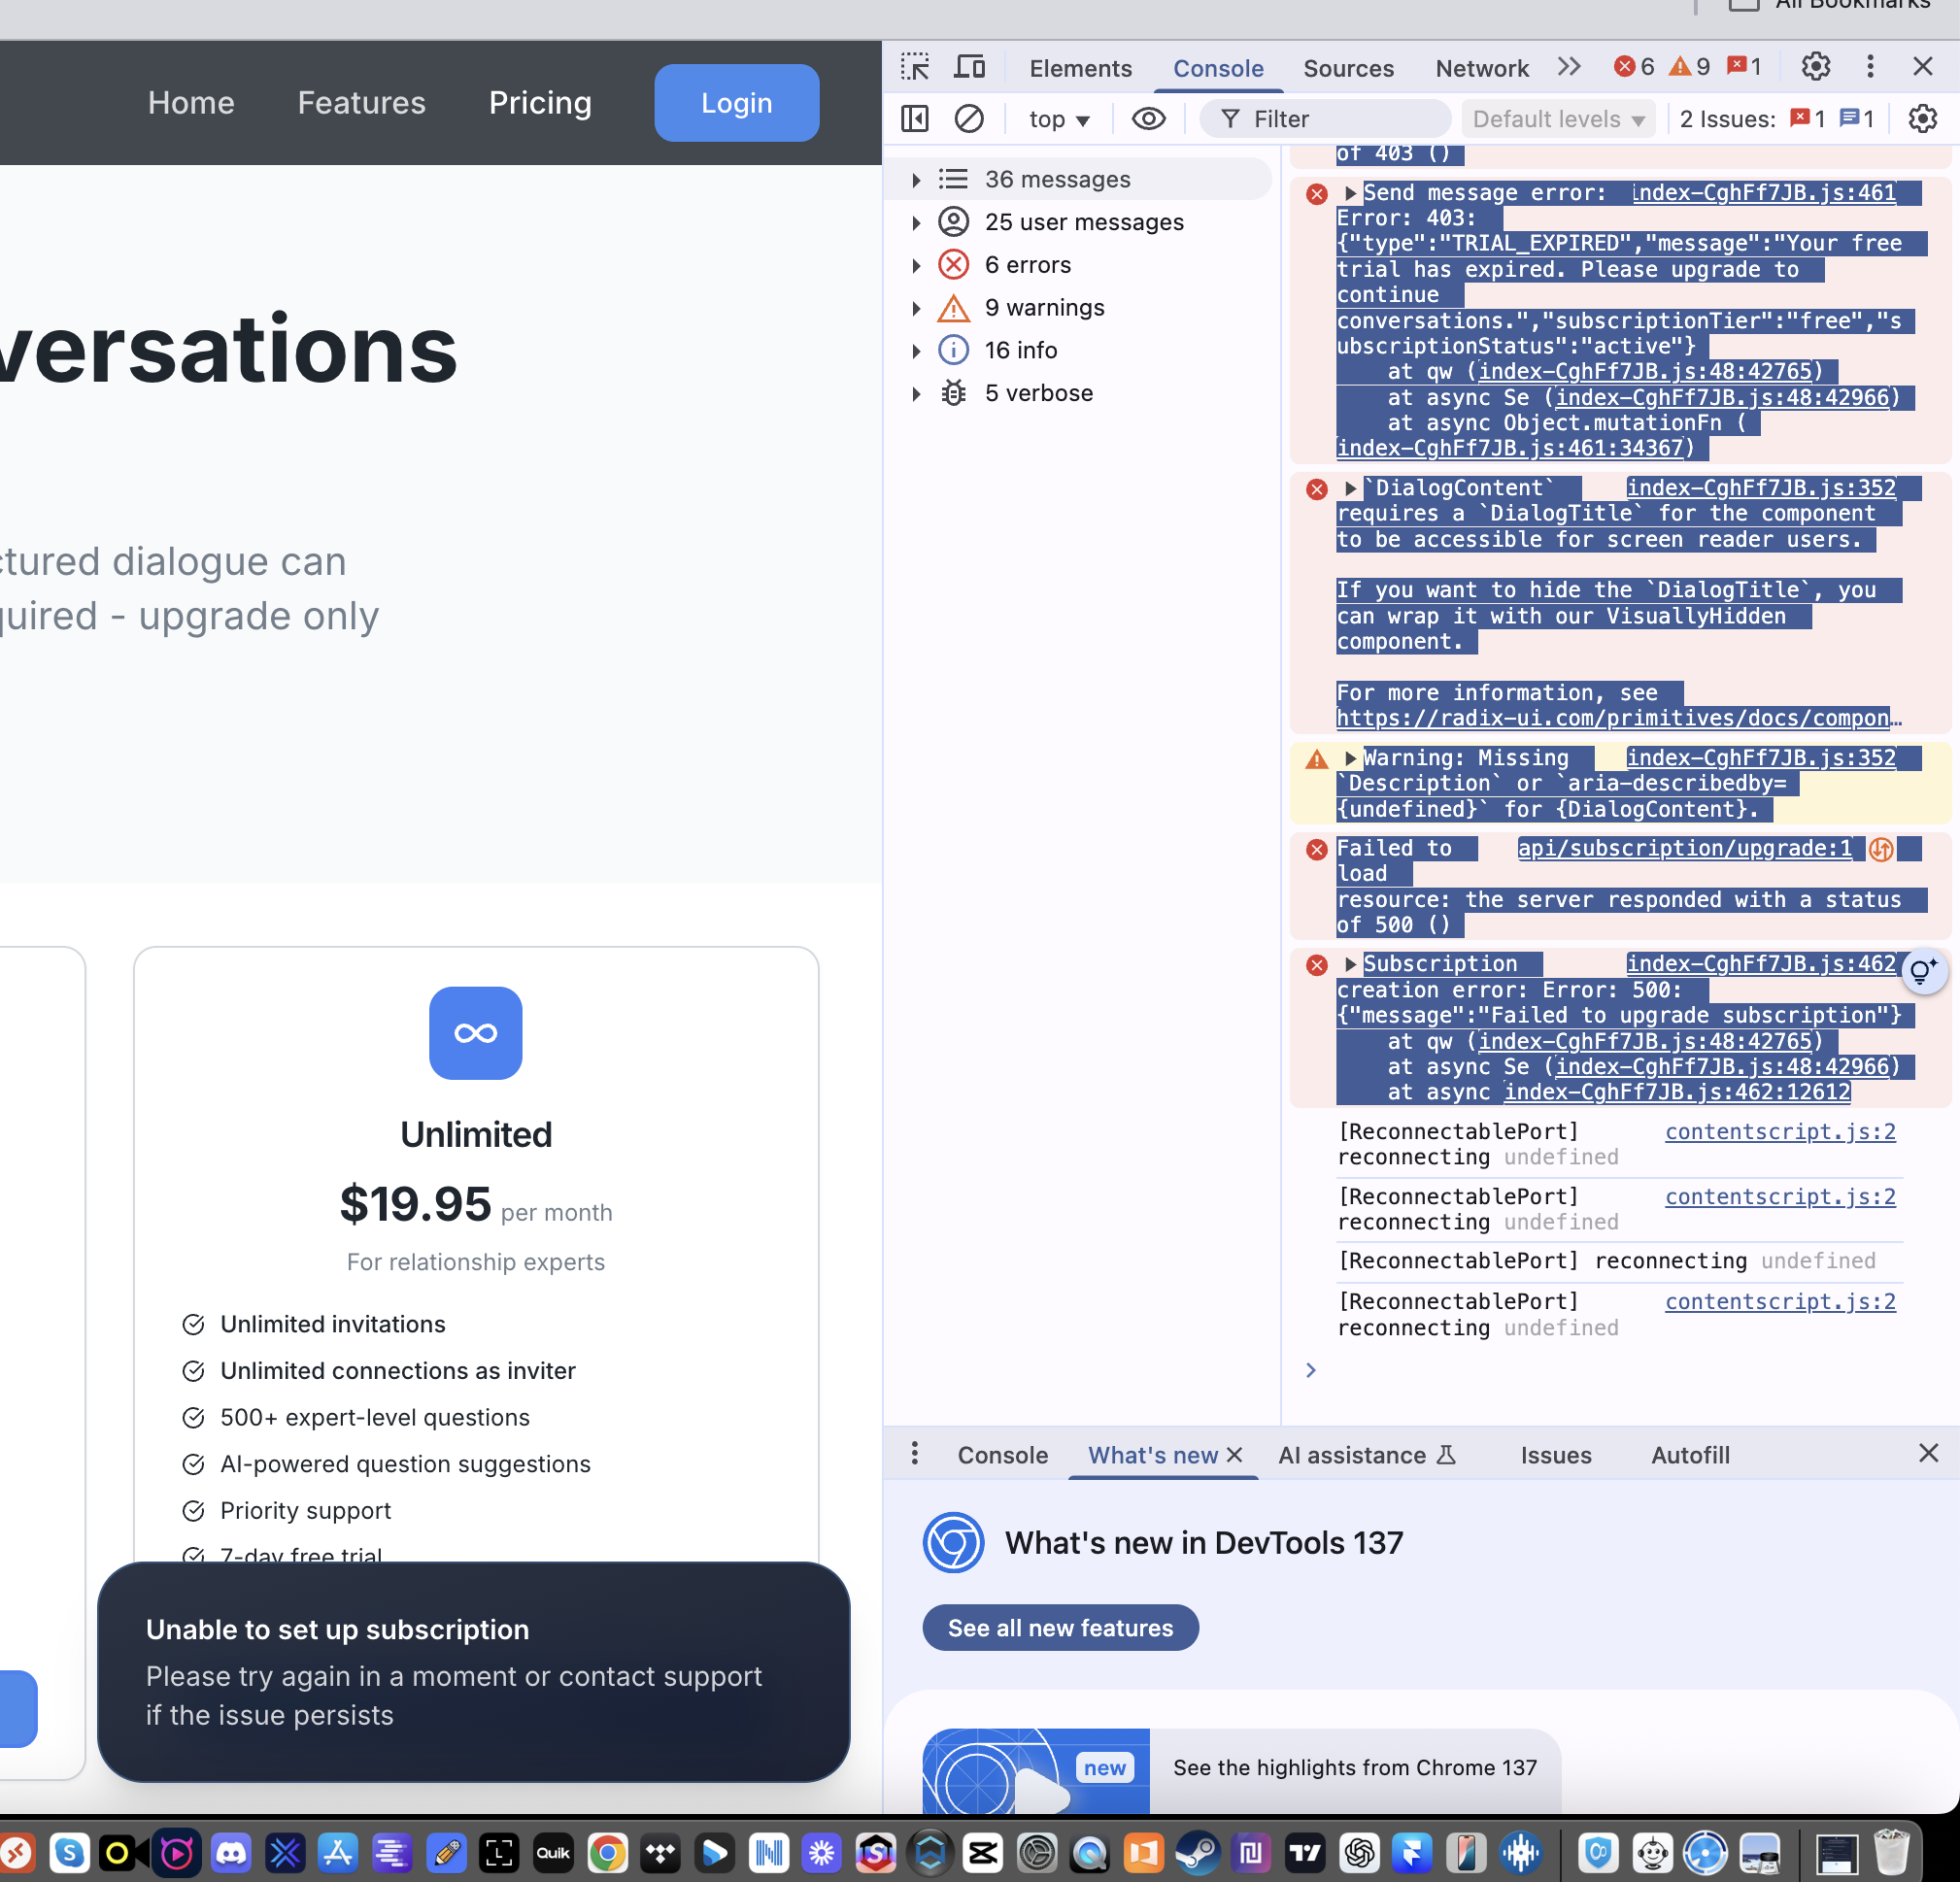 All Bookmarks
Home
Features
Pricing
Login
versations
ctured dialogue can
quired - upgrade only
Unlimited
$19.95 per month
For relationship experts
Unlimited invitations
Unlimited connections as inviter
500+ expert-level questions
AI-powered question suggestions
Priority support
7-day free trial
Unable to set up subscription
Please try again in a moment or contact support
if the issue persists
Elements
Console
Sources
Network
6
9
1
top
Filter
Default levels
2 Issues:
1
1
36 messages
25 user messages
6 errors
9 warnings
16 info
5 verbose
of 403 ()
Send message error: index-CghFf7JB.js:461
Error: 403:
{"type":"TRIAL_EXPIRED","message":"Your free
trial has expired. Please upgrade to
continue
conversations.","subscriptionTier":"free","s
ubscriptionStatus":"active"}
at qw (index-CghFf7JB.js:48:42765)
at async Se (index-CghFf7JB.js:48:42966)
at async Object.mutationFn (
index-CghFf7JB.js:461:34367)
`DialogContent` index-CghFf7JB.js:352
requires a `DialogTitle` for the component
to be accessible for screen reader users.
If you want to hide the `DialogTitle`, you
can wrap it with our VisuallyHidden
component.
For more information, see
https://radix-ui.com/primitives/docs/compon…
Warning: Missing index-CghFf7JB.js:352
`Description` or `aria-describedby=
{undefined}` for {DialogContent}.
Failed to api/subscription/upgrade:1
load
resource: the server responded with a status
of 500 ()
Subscription index-CghFf7JB.js:462
creation error: Error: 500:
{"message":"Failed to upgrade subscription"}
at qw (index-CghFf7JB.js:48:42765)
at async Se (index-CghFf7JB.js:48:42966)
at async index-CghFf7JB.js:462:12612
[ReconnectablePort] contentscript.js:2
reconnecting undefined
[ReconnectablePort] contentscript.js:2
reconnecting undefined
[ReconnectablePort] reconnecting undefined
[ReconnectablePort] contentscript.js:2
reconnecting undefined
Console
What's new
AI assistance
Issues
Autofill
What's new in DevTools 137
See all new features
new
See the highlights from Chrome 137
Quik